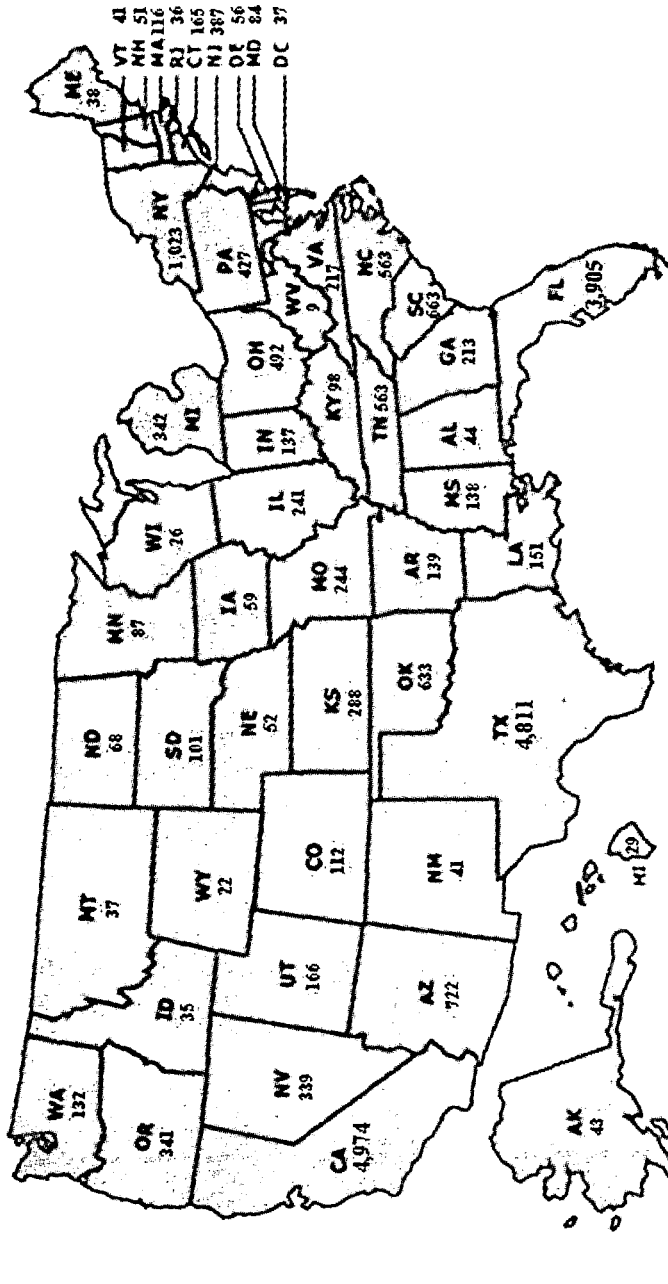 WA
132
OR
341
CA
4,974
NV
339
ID
35
MT
37
WY
22
UT
166
AZ
722
CO
112
NM
41
ND
68
SD
101
NE
52
KS
288
OK
633
TX
4,811
MN
87
IA
59
MO
244
AR
139
LA
151
WI
26
IL
241
MS
138
342
MI
IN
137
OH
492
KY 98
TN 563
AL
44
GA
213
FL
3,905
SC
563
NC
563
VA
217
WV
9
PA
427
NY
1,023
ME
38
VT 41
NH 51
MA 116
RI 36
CT 165
NJ 387
DE 56
MD 84
DC 37
AK
43
HI 29